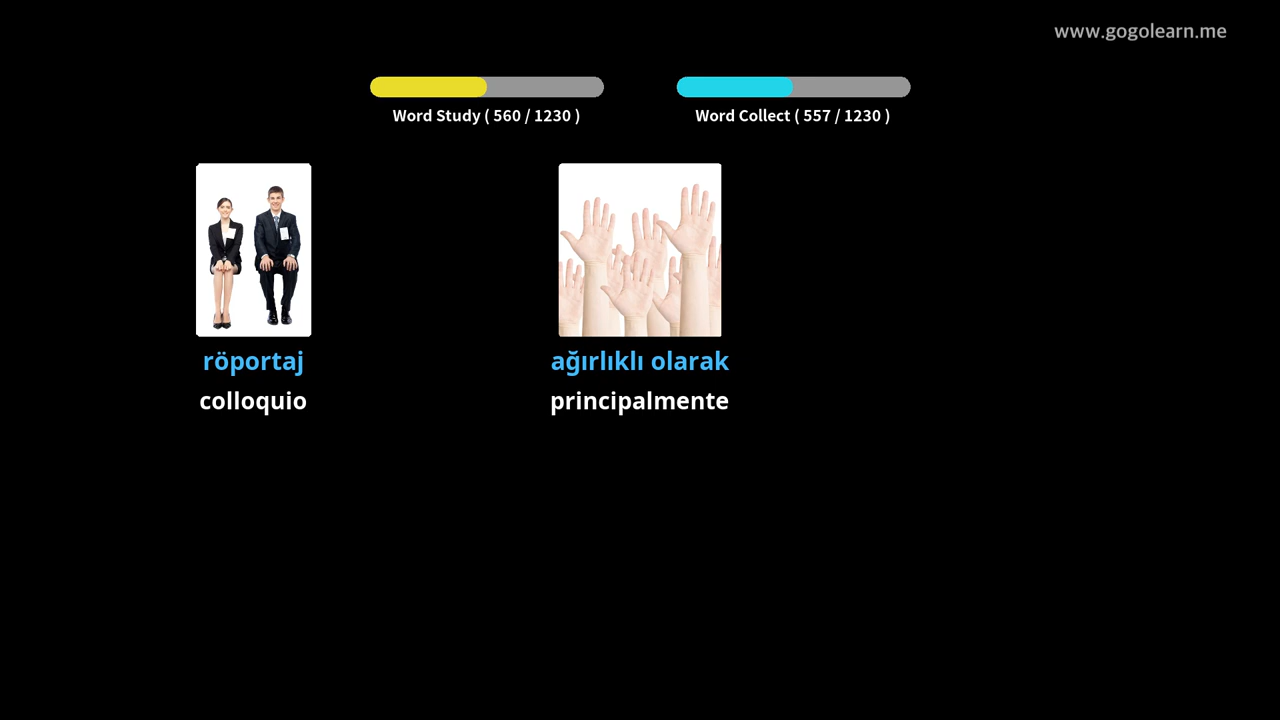 www.gogolearn.me
Word Study ( 560 / 1230 )
Word Collect ( 557 / 1230 )
röportaj
ağırlıklı olarak
colloquio
principalmente